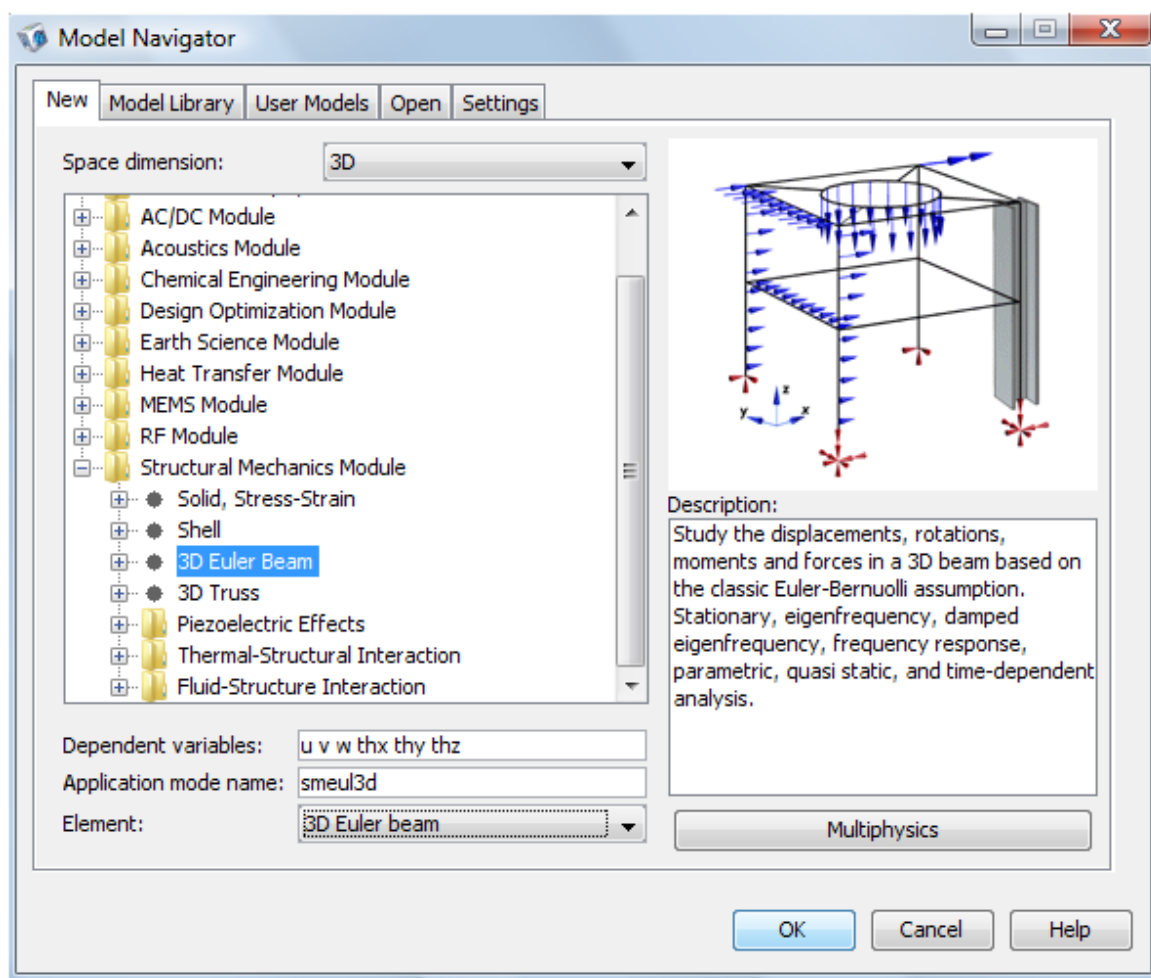 Model Navigator
New Model Library User Models Open Settings
Space dimension: 3D
AC/DC Module
Acoustics Module
Chemical Engineering Module
Design Optimization Module
Earth Science Module
Heat Transfer Module
MEMS Module
RF Module
Structural Mechanics Module
Solid, Stress-Strain
Shell
3D Euler Beam
3D Truss
Piezoelectric Effects
Thermal-Structural Interaction
Fluid-Structure Interaction
Dependent variables: u v w thx thy thz
Application mode name: smeul3d
Element: 3D Euler beam
z
y x
Description:
Study the displacements, rotations,
moments and forces in a 3D beam based on
the classic Euler-Bernuolli assumption.
Stationary, eigenfrequency, damped
eigenfrequency, frequency response,
parametric, quasi static, and time-dependent
analysis.
Multiphysics
OK Cancel Help